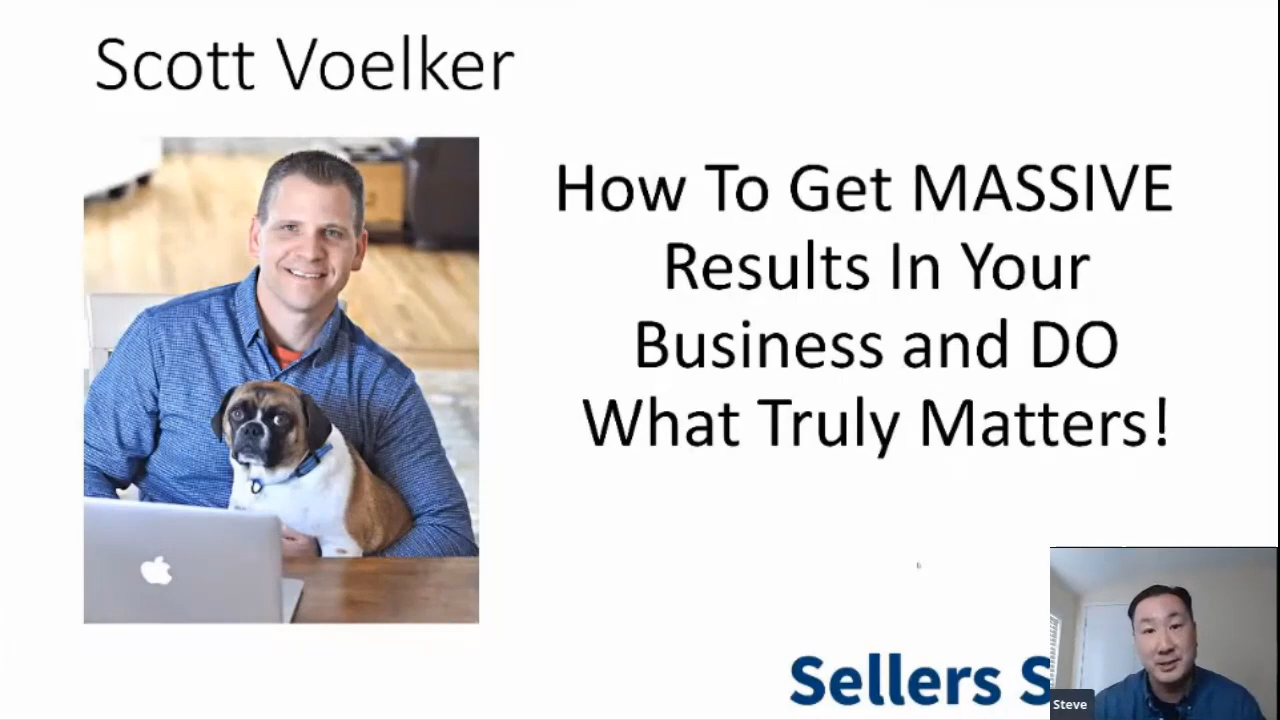 Scott Voelker
How To Get MASSIVE
Results In Your
Business and DO
What Truly Matters!
Sellers S
Steve